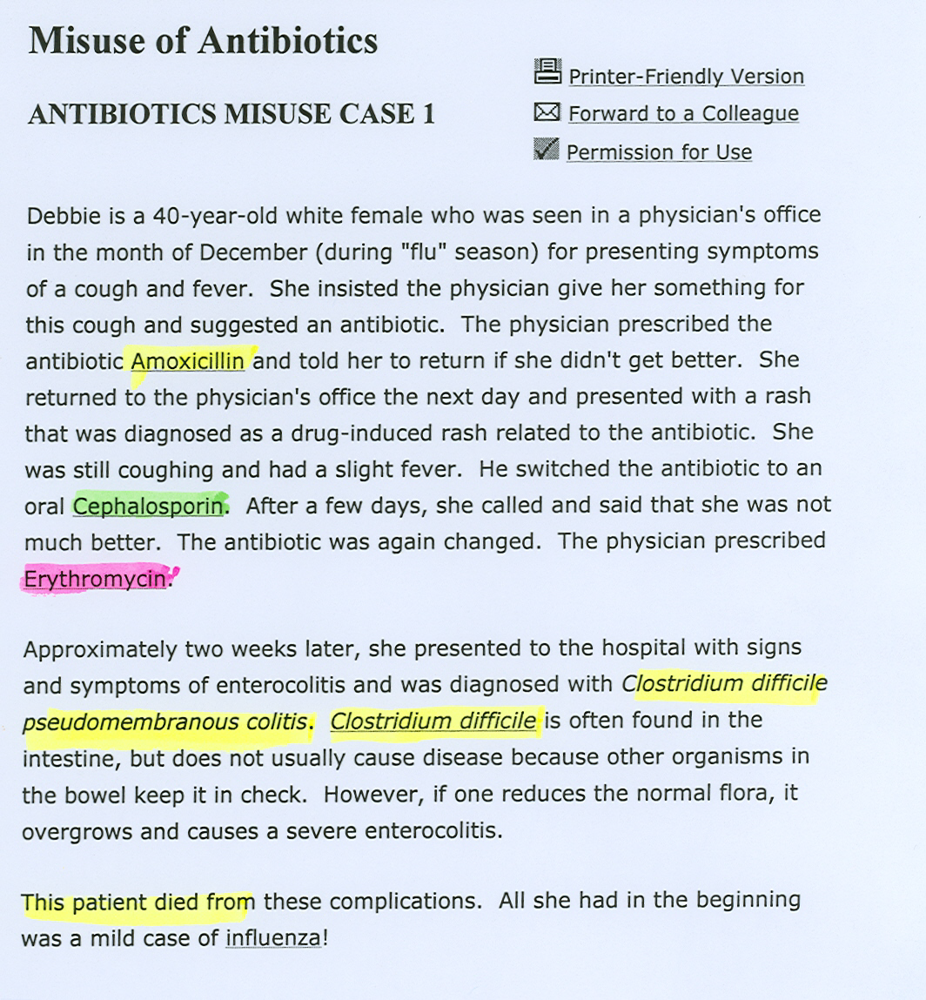 Misuse of Antibiotics
Printer-Friendly Version
ANTIBIOTICS MISUSE CASE 1
Forward to a Colleague
Permission for Use
Debbie is a 40-year-old white female who was seen in a physician's office
in the month of December (during "flu" season) for presenting symptoms
of a cough and fever.  She insisted the physician give her something for
this cough and suggested an antibiotic.  The physician prescribed the
antibiotic Amoxicillin and told her to return if she didn't get better.  She
returned to the physician's office the next day and presented with a rash
that was diagnosed as a drug-induced rash related to the antibiotic.  She
was still coughing and had a slight fever.  He switched the antibiotic to an
oral Cephalosporin.  After a few days, she called and said that she was not
much better.  The antibiotic was again changed.  The physician prescribed
Erythromycin.
Approximately two weeks later, she presented to the hospital with signs
and symptoms of enterocolitis and was diagnosed with Clostridium difficile
pseudomembranous colitis.  Clostridium difficile is often found in the
intestine, but does not usually cause disease because other organisms in
the bowel keep it in check.  However, if one reduces the normal flora, it
overgrows and causes a severe enterocolitis.
This patient died from these complications.  All she had in the beginning
was a mild case of influenza!